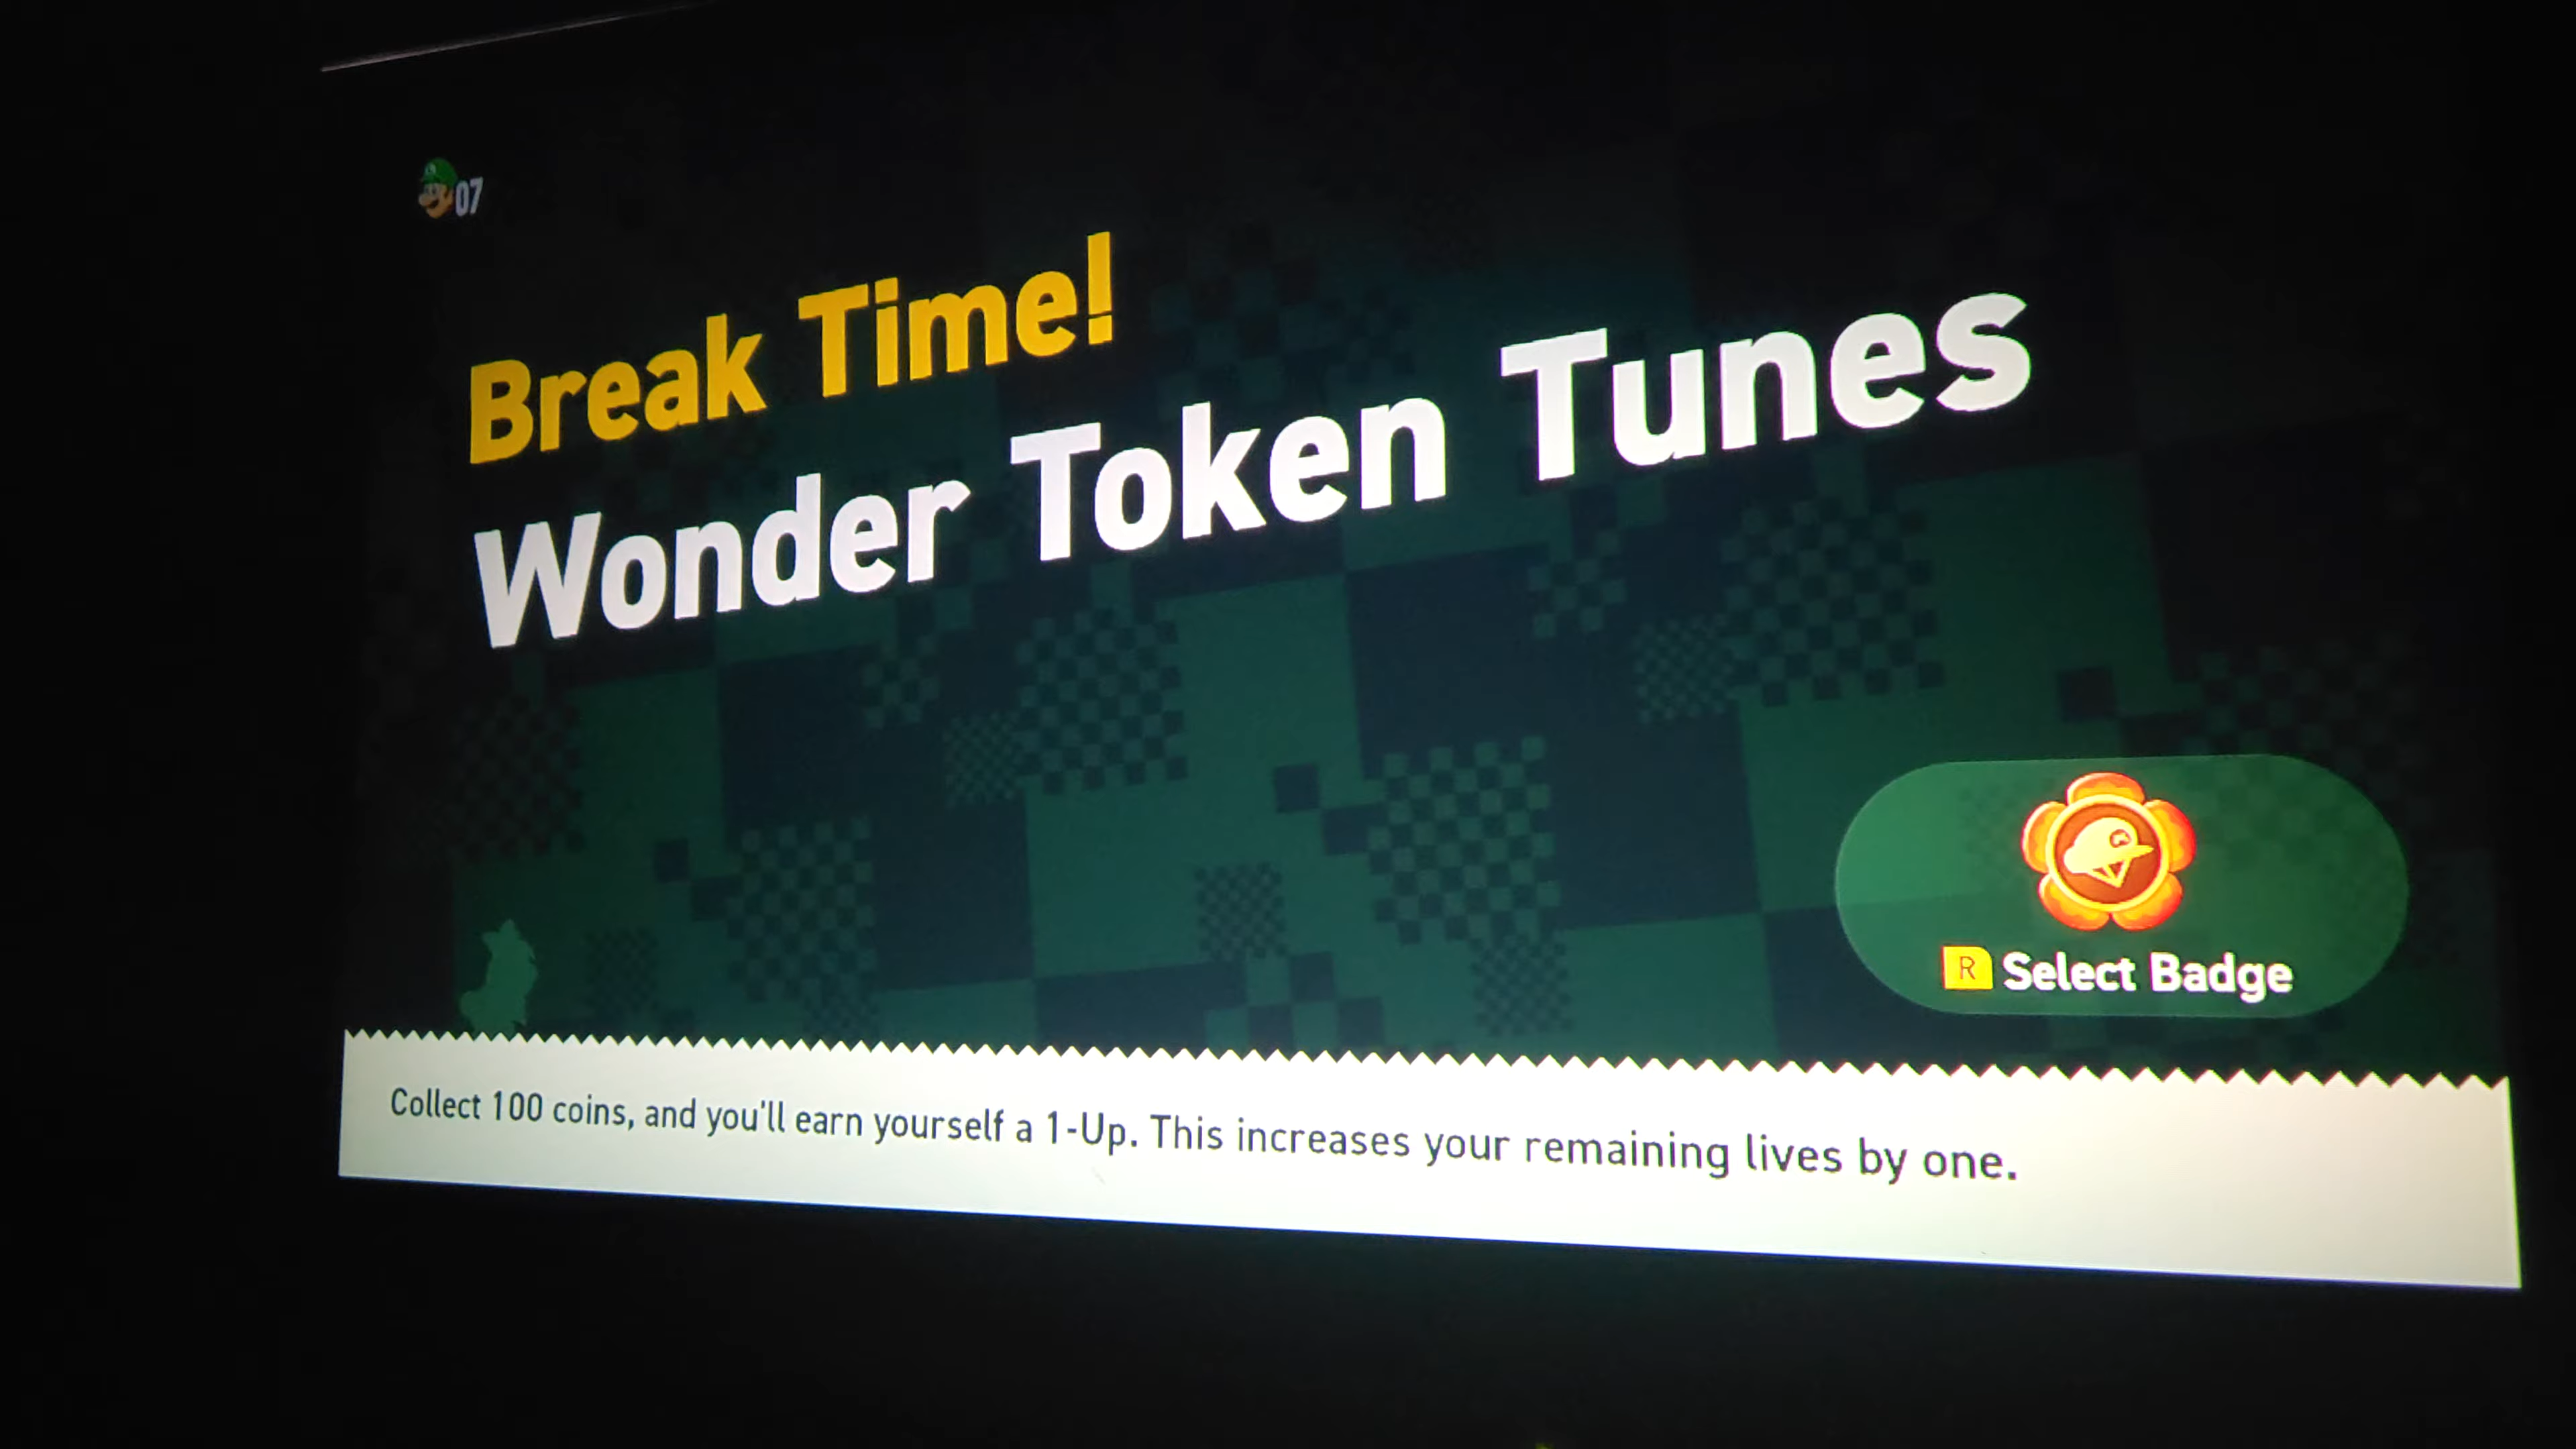 07
Break Time!
Wonder Token Tunes
R Select Badge
Collect 100 coins, and you'll earn yourself a 1-Up. This increases your remaining lives by one.